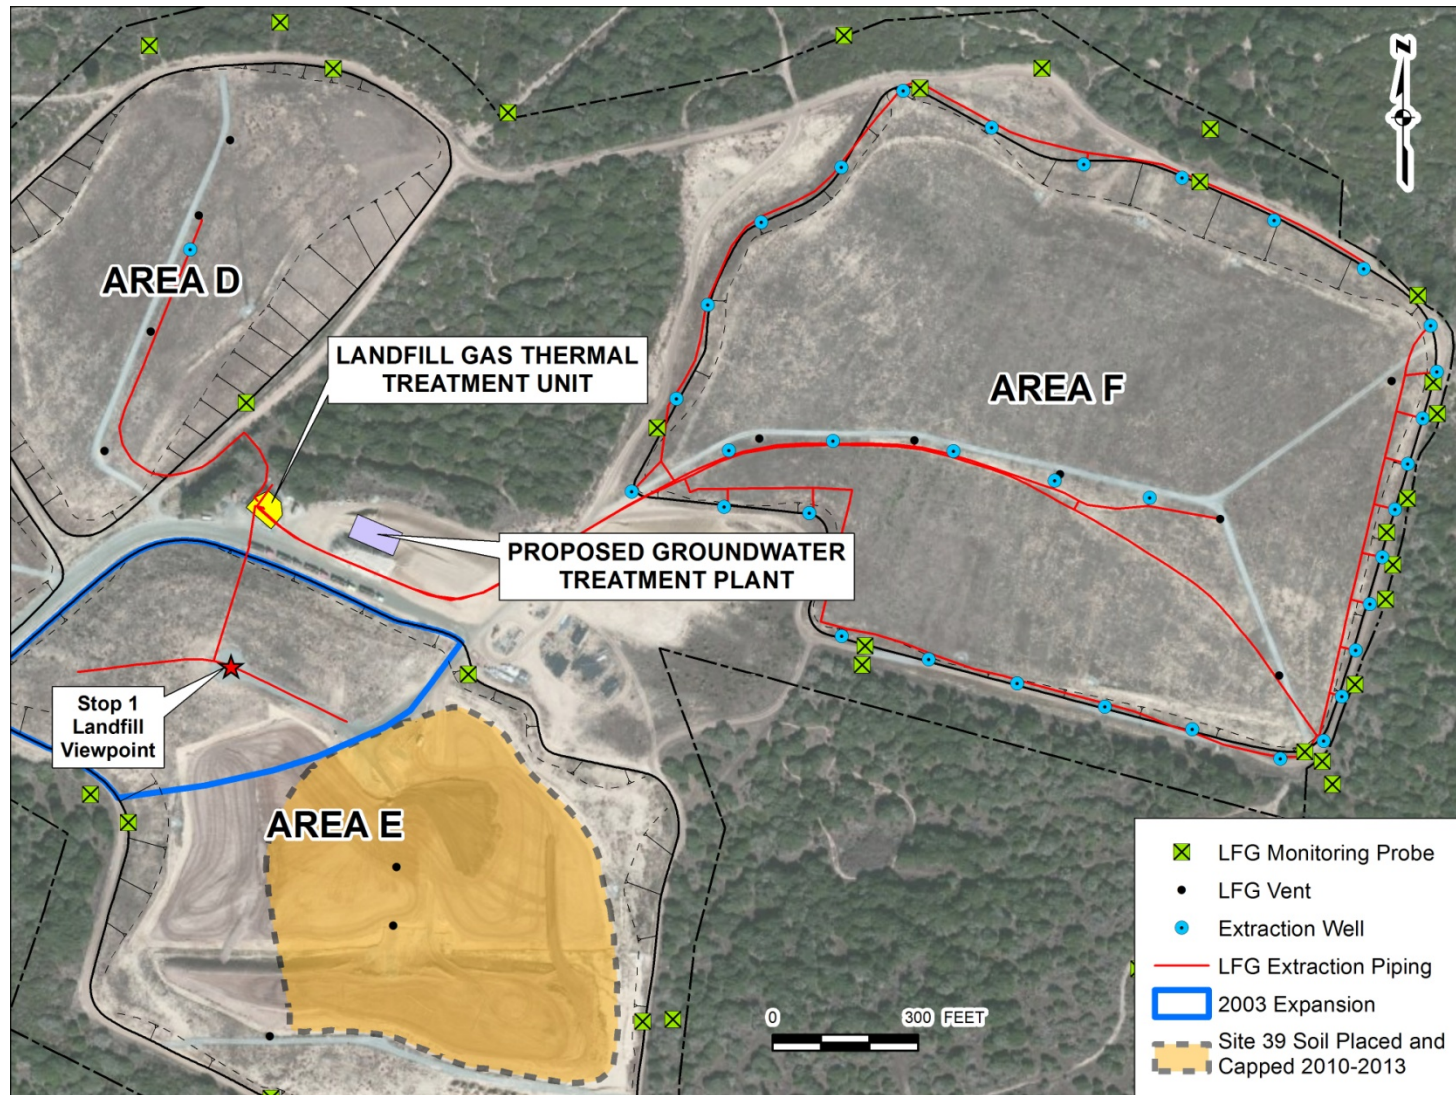 N
AREA D
LANDFILL GAS THERMAL
TREATMENT UNIT
AREA F
PROPOSED GROUNDWATER
TREATMENT PLANT
Stop 1
Landfill
Viewpoint
AREA E
0 300 FEET
LFG Monitoring Probe
LFG Vent
Extraction Well
LFG Extraction Piping
2003 Expansion
Site 39 Soil Placed and
Capped 2010-2013